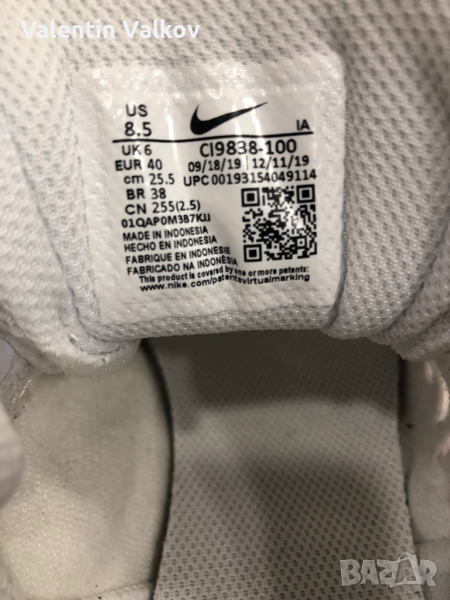 Valentin Valkov
US
8.5
IA
UK 6
CI9838-100
EUR 40
09/18/19 12/11/19
cm 25.5
UPC 00193154049114
BR 38
CN 255(2.5)
01QAP0M3B7KJJ
MADE IN INDONESIA
HECHO EN INDONESIA
FABRIQUE EN INDONESIE
FABRICADO NA INDONÉSIA
This product is covered by one or more patents:
www.nike.com/patentsvirtualmarking
BAZAR